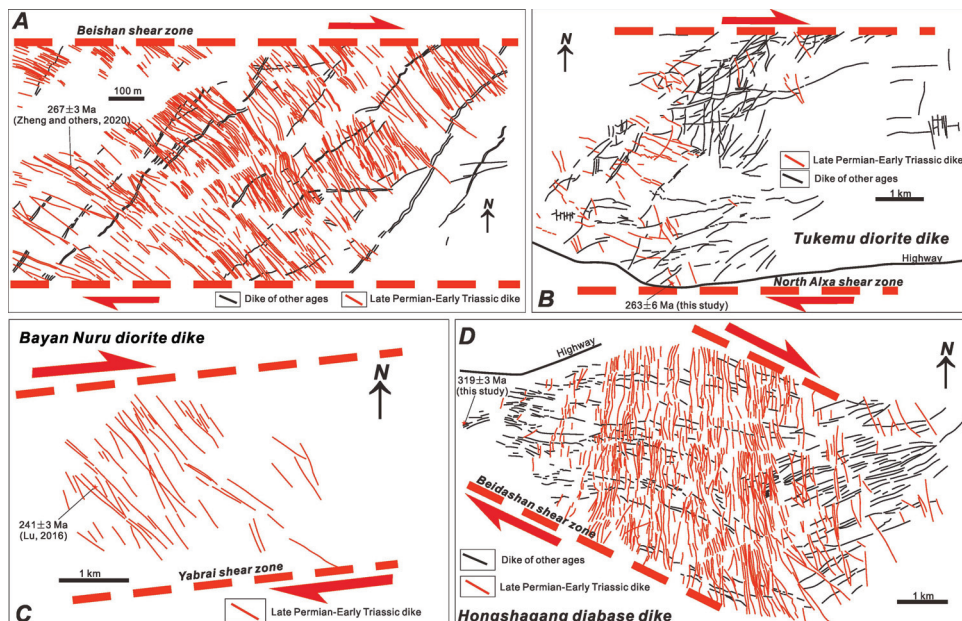 A
Beishan shear zone
100 m
267±3 Ma
(Zheng and others, 2020)
N
Dike of other ages
Late Permian-Early Triassic dike
N
Late Permian-Early Triassic dike
Dike of other ages
1 km
Tukemu diorite dike
Highway
North Alxa shear zone
B
263±6 Ma (this study)
Bayan Nuru diorite dike
N
241±3 Ma
(Lu, 2016)
1 km
Yabrai shear zone
C
Late Permian-Early Triassic dike
D
Highway
N
319±3 Ma
(this study)
Beidashan shear zone
Dike of other ages
Late Permian-Early Triassic dike
1 km
Hongshagang diabase dike